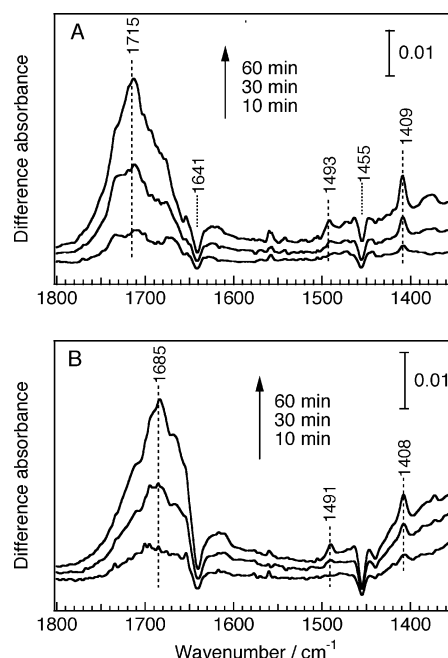 A
1715
60 min
30 min
10 min
0.01
1641
1493
1455
1409
Difference absorbance
1800 1700 1600 1500 1400
B
1685
60 min
30 min
10 min
0.01
1491
1408
Difference absorbance
1800 1700 1600 1500 1400
Wavenumber / cm⁻¹